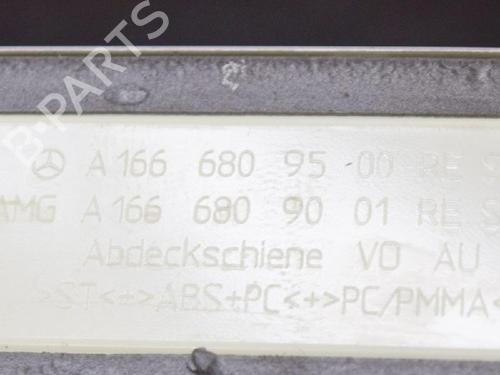 B-PARTS
A 166 680 95 00 RE S
AMG A 166 680 90 01 RE S
Abdeckschiene VO AU
>ST<+>ABS+PC<+>PC/PMMA<